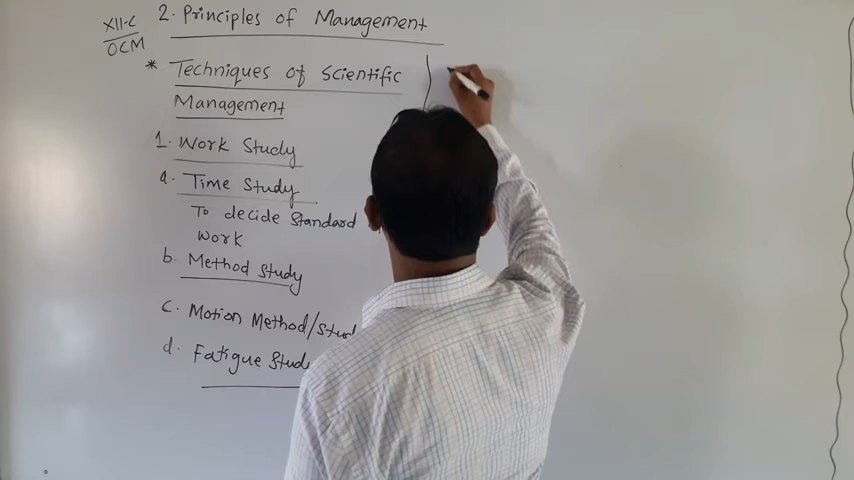 XII-C
OCM
2. Principles of Management
* Techniques of Scientific
Management
1. Work Study
a. Time Study
To decide standard
work
b. Method Study
c. Motion Method/Stud
d. Fatigue Stud